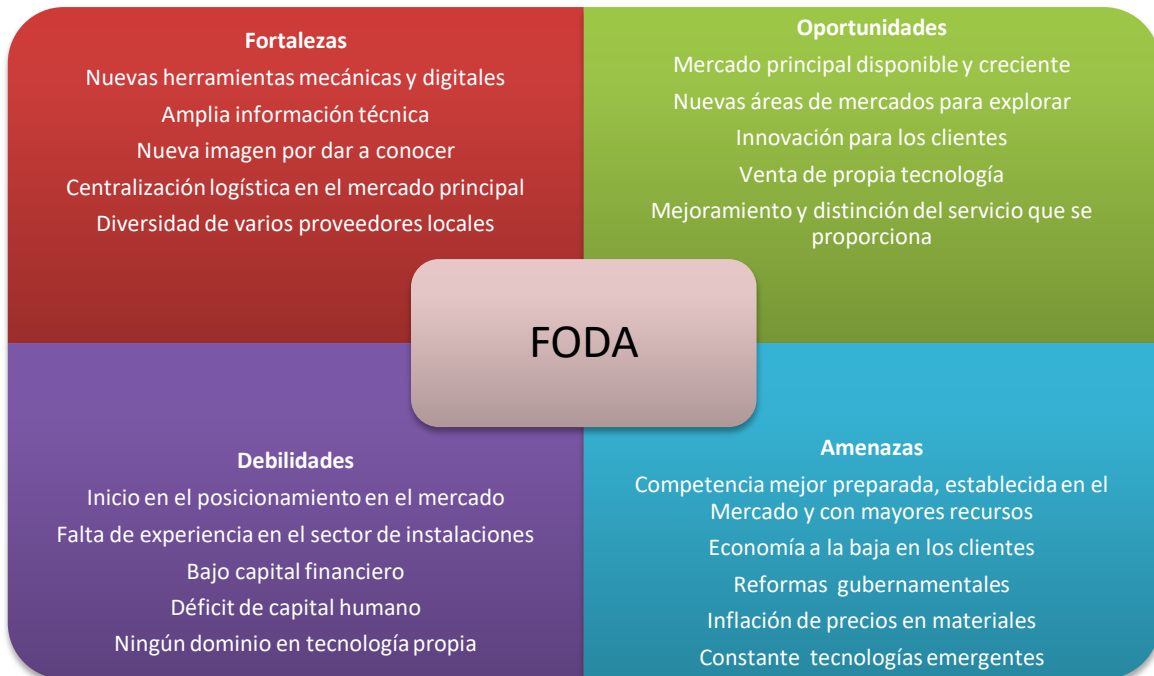 Fortalezas
Nuevas herramientas mecánicas y digitales
Amplia información técnica
Nueva imagen por dar a conocer
Centralización logística en el mercado principal
Diversidad de varios proveedores locales
Oportunidades
Mercado principal disponible y creciente
Nuevas áreas de mercados para explorar
Innovación para los clientes
Venta de propia tecnología
Mejoramiento y distinción del servicio que se
proporciona
FODA
Debilidades
Inicio en el posicionamiento en el mercado
Falta de experiencia en el sector de instalaciones
Bajo capital financiero
Déficit de capital humano
Ningún dominio en tecnología propia
Amenazas
Competencia mejor preparada, establecida en el
Mercado y con mayores recursos
Economía a la baja en los clientes
Reformas gubernamentales
Inflación de precios en materiales
Constante tecnologías emergentes